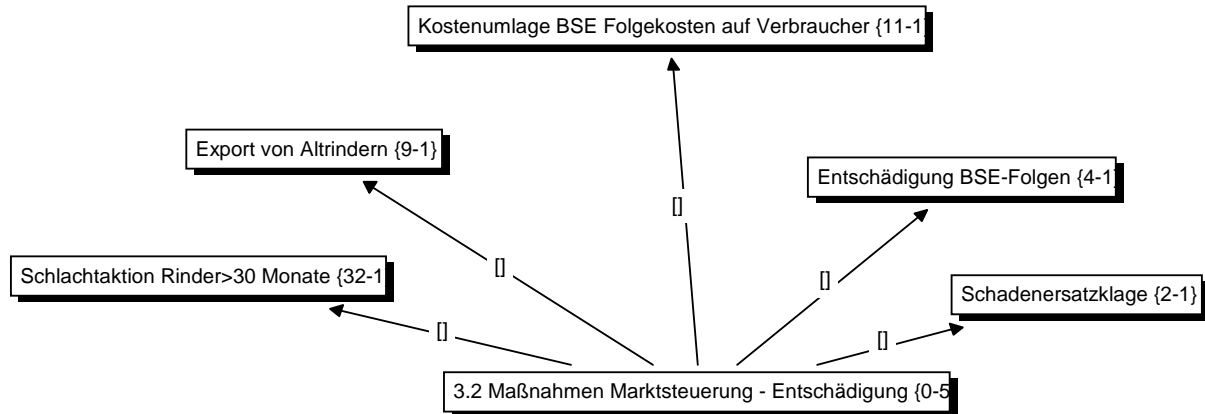 Kostenumlage BSE Folgekosten auf Verbraucher {11-1
Export von Altrindern {9-1}
Entschädigung BSE-Folgen {4-1
[]
[]
Schlachtaktion Rinder>30 Monate {32-1
[]
Schadenersatzklage {2-1}
[]
[]
3.2 Maßnahmen Marktsteuerung - Entschädigung {0-5